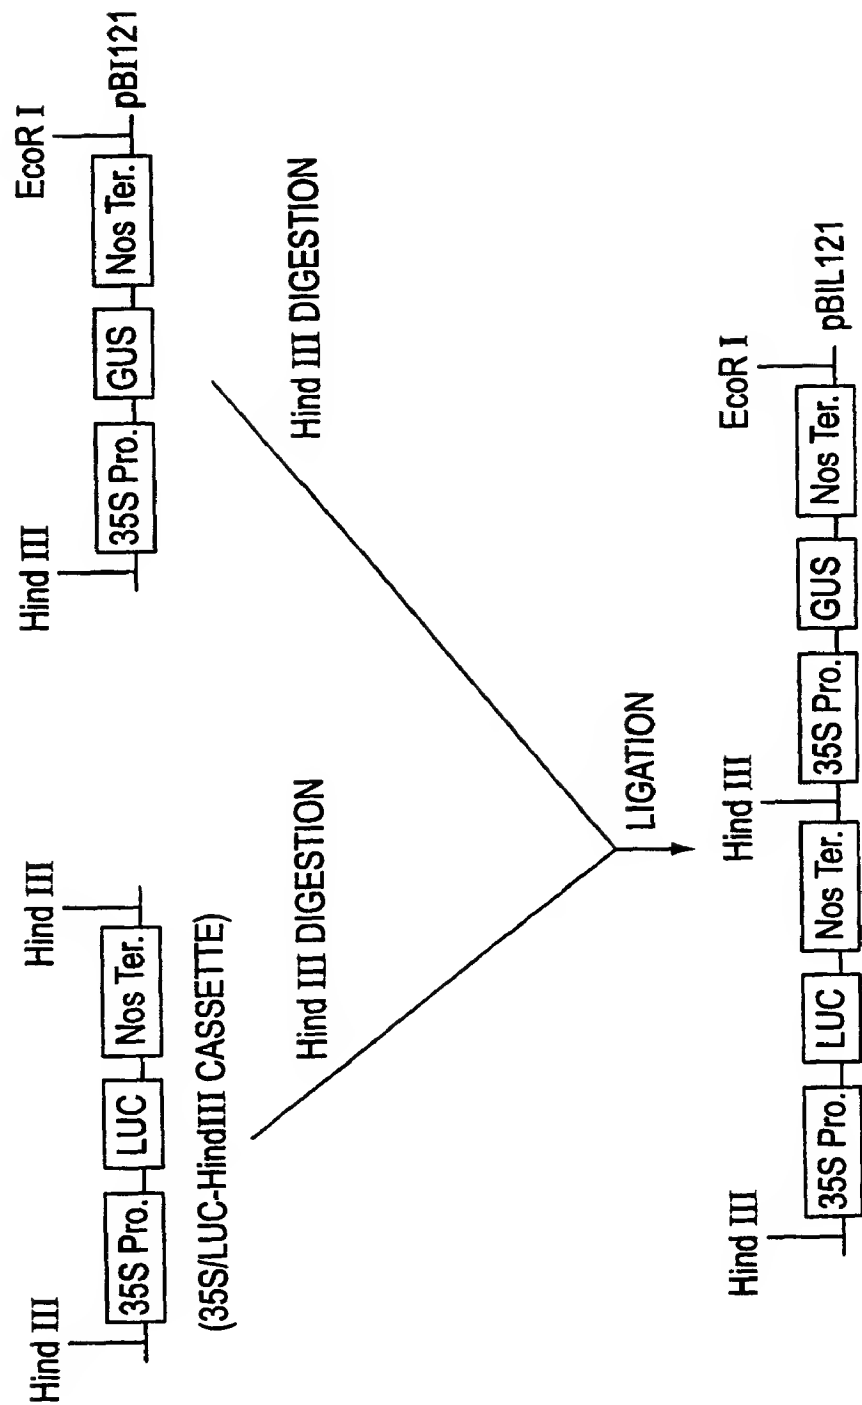 Hind III
Hind III
35S Pro.
LUC
Nos Ter.
(35S/LUC-HindIII CASSETTE)
Hind III
EcoR I
35S Pro.
GUS
Nos Ter.
pBI121
Hind III DIGESTION
Hind III DIGESTION
LIGATION
Hind III
Hind III
EcoR I
35S Pro.
LUC
Nos Ter.
35S Pro.
GUS
Nos Ter.
pBIL121